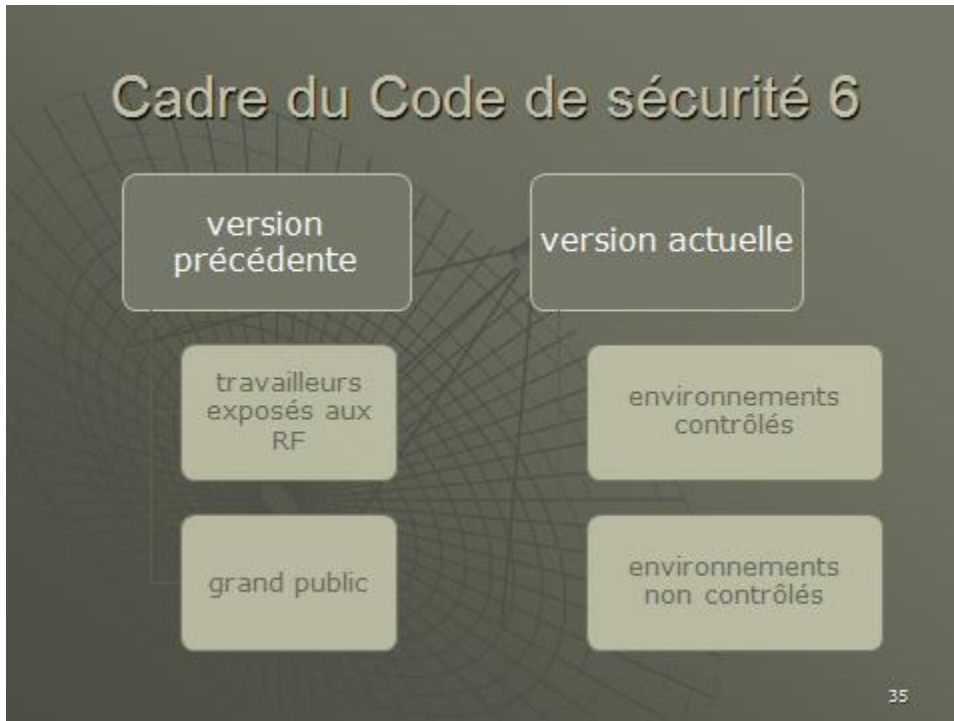 Cadre du Code de sécurité 6
version
précédente
version actuelle
travailleurs
exposés aux
RF
environnements
contrôlés
grand public
environnements
non contrôlés
35